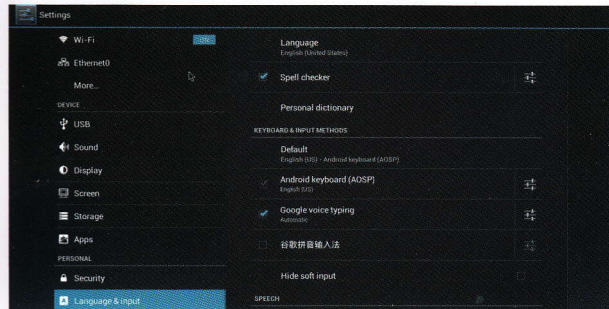 Settings
Wi-Fi
Ethernet0
More...
DEVICE
USB
Sound
Display
Screen
Storage
Apps
PERSONAL
Security
Language & input
Language
English (United States)
Spell checker
Personal dictionary
KEYBOARD & INPUT METHODS
Default
English (US) - Android keyboard (AOSP)
Android keyboard (AOSP)
English (US)
Google voice typing
Automatic
谷歌拼音输入法
Hide soft input
SPEECH